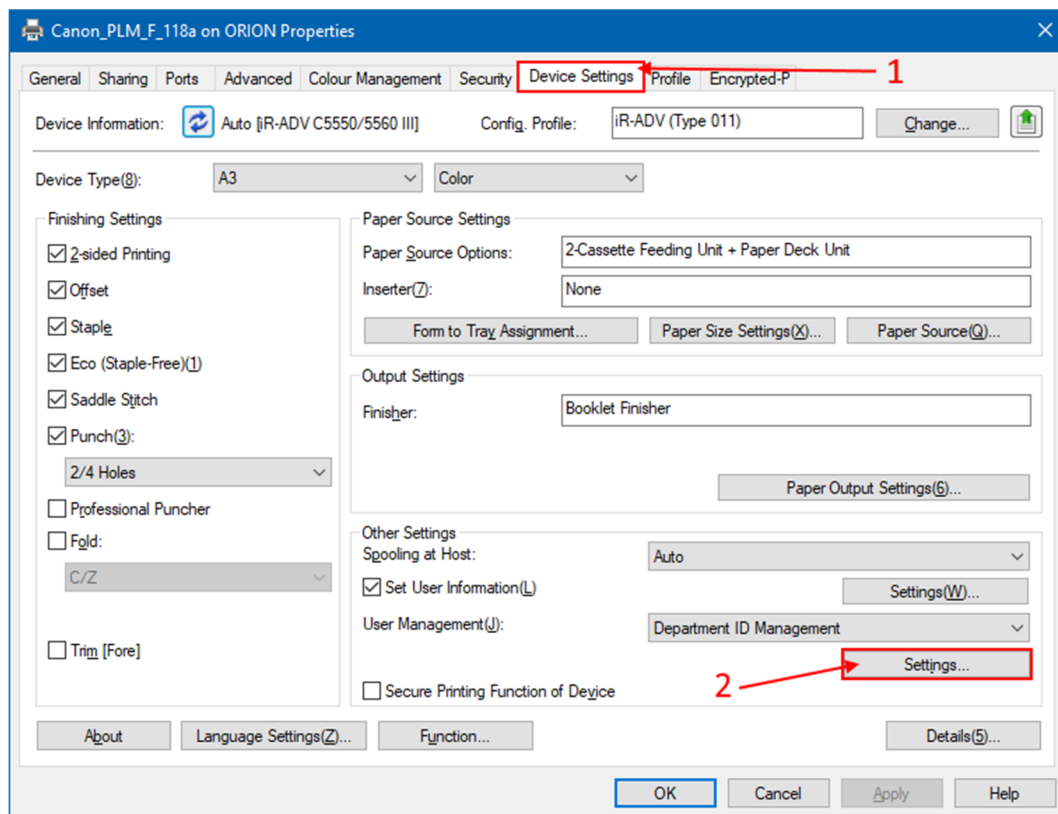 Canon_PLM_F_118a on ORION Properties
General Sharing Ports Advanced Colour Management Security Device Settings Profile Encrypted-P
1
Device Information: Auto [iR-ADV C5550/5560 III] Config. Profile: iR-ADV (Type 011) Change...
Device Type(8): A3 Color
Finishing Settings
2-sided Printing
Offset
Staple
Eco (Staple-Free)(1)
Saddle Stitch
Punch(3):
2/4 Holes
Professional Puncher
Fold:
C/Z
Trim [Fore]
Paper Source Settings
Paper Source Options: 2-Cassette Feeding Unit + Paper Deck Unit
Inserter(7): None
Form to Tray Assignment... Paper Size Settings(X)... Paper Source(Q)...
Output Settings
Finisher: Booklet Finisher
Paper Output Settings(6)...
Other Settings
Spooling at Host: Auto
Set User Information(L) Settings(W)...
User Management(J): Department ID Management
Settings...
2
Secure Printing Function of Device
About Language Settings(Z)... Function... Details(5)...
OK Cancel Apply Help